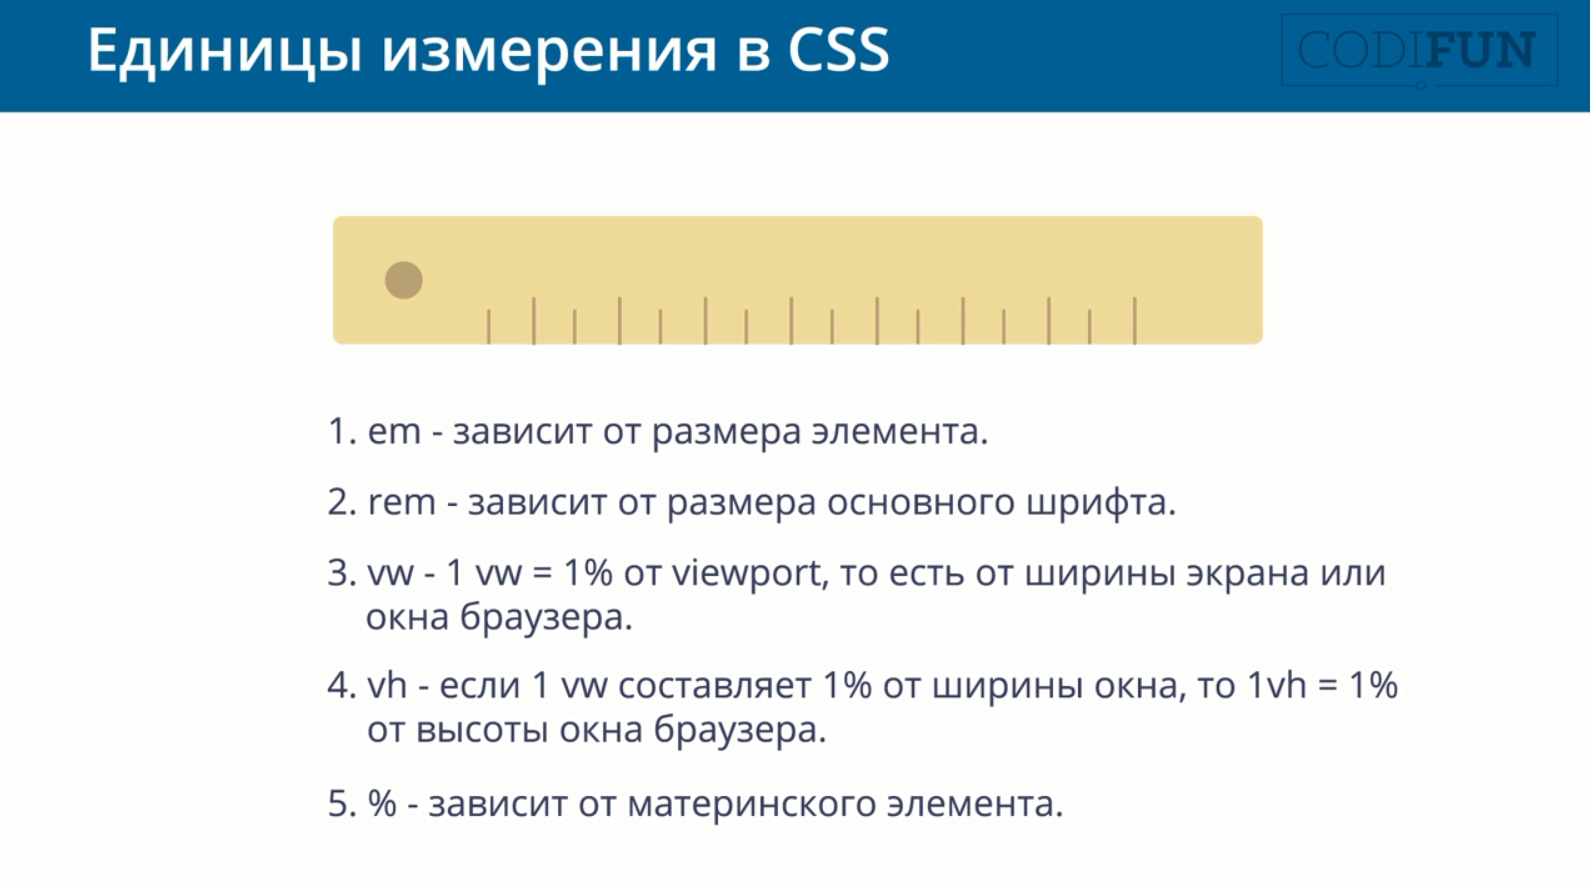 Единицы измерения в CSS
CODIFUN
1. em - зависит от размера элемента.
2. rem - зависит от размера основного шрифта.
3. vw - 1 vw = 1% от viewport, то есть от ширины экрана или
окна браузера.
4. vh - если 1 vw составляет 1% от ширины окна, то 1vh = 1%
от высоты окна браузера.
5. % - зависит от материнского элемента.